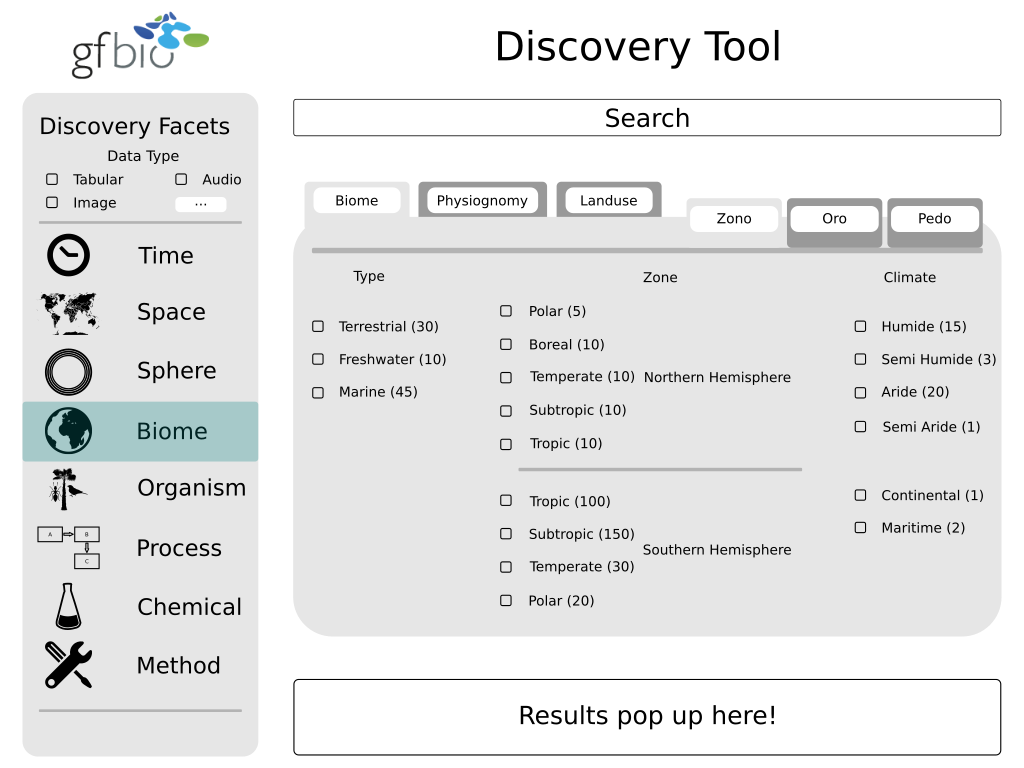 gfbio
Discovery Tool
Discovery Facets
Data Type
Tabular
Audio
Image
...
Time
Space
Sphere
Biome
Organism
A
B
C
Process
Chemical
Method
Search
Biome
Physiognomy
Landuse
Zono
Oro
Pedo
Type
Terrestrial (30)
Freshwater (10)
Marine (45)
Zone
Polar (5)
Boreal (10)
Temperate (10) Northern Hemisphere
Subtropic (10)
Tropic (10)
Tropic (100)
Subtropic (150)
Southern Hemisphere
Temperate (30)
Polar (20)
Climate
Humide (15)
Semi Humide (3)
Aride (20)
Semi Aride (1)
Continental (1)
Maritime (2)
Results pop up here!